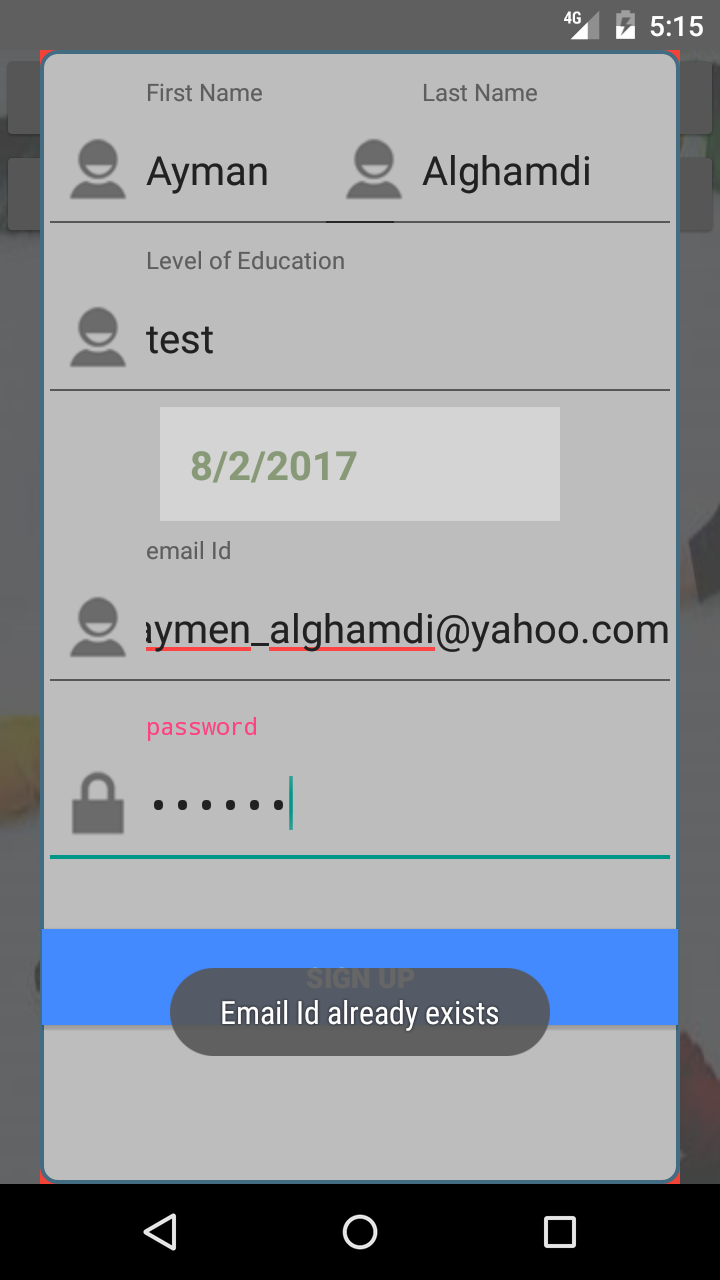 4G 5:15
First Name Last Name
Ayman Alghamdi
Level of Education
test
8/2/2017
email Id
aymen_alghamdi@yahoo.com
password
••••••
SIGN UP
Email Id already exists